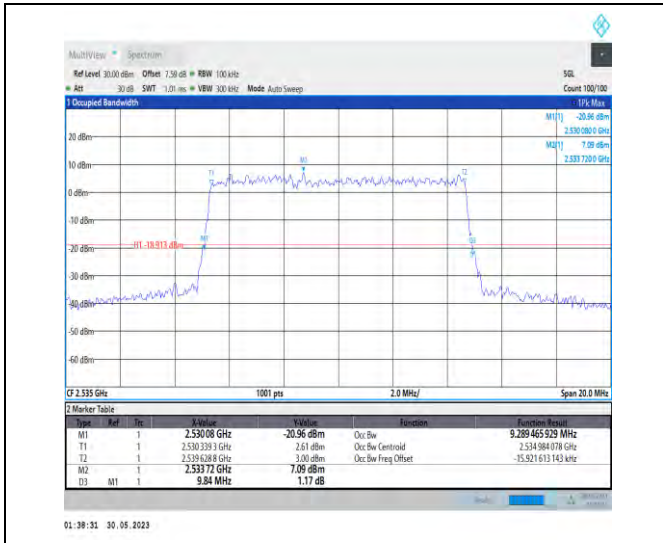 MultiView Spectrum
Ref Level 30.00 dBm Offset 7.59 dB RBW 100 kHz SGL
Att 30 dB SWT 1.01 ms VBW 300 kHz Mode Auto Sweep Count 100/100
1 Occupied Bandwidth 1Pk Max
M1[1] -20.96 dBm
2.530 080 0 GHz
M2[1] 7.09 dBm
2.533 720 0 GHz
20 dBm
10 dBm
0 dBm
-10 dBm
-20 dBm
-30 dBm
-40 dBm
-50 dBm
-60 dBm
T1
M2
T2
M1
D3
H1 -18.913 dBm
CF 2.535 GHz 1001 pts 2.0 MHz/ Span 20.0 MHz
2 Marker Table
Type Ref Trc X-Value Y-Value Function Function Result
M1 1 2.53008 GHz -20.96 dBm Occ Bw 9.289 465 929 MHz
T1 1 2.530 339 3 GHz 2.61 dBm Occ Bw Centroid 2.534 984 078 GHz
T2 1 2.539 628 8 GHz 3.00 dBm Occ Bw Freq Offset -15.921 613 143 kHz
M2 1 2.533 72 GHz 7.09 dBm
D3 M1 1 9.84 MHz 1.17 dB
01:38:31 30.05.2023